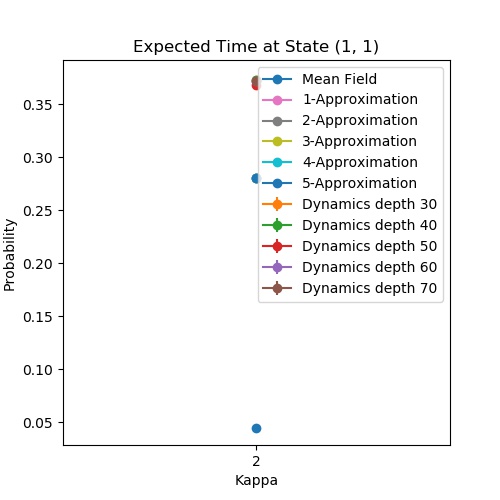 Expected Time at State (1, 1)
Probability
0.35
0.30
0.25
0.20
0.15
0.10
0.05
Mean Field
1-Approximation
2-Approximation
3-Approximation
4-Approximation
5-Approximation
Dynamics depth 30
Dynamics depth 40
Dynamics depth 50
Dynamics depth 60
Dynamics depth 70
2
Kappa